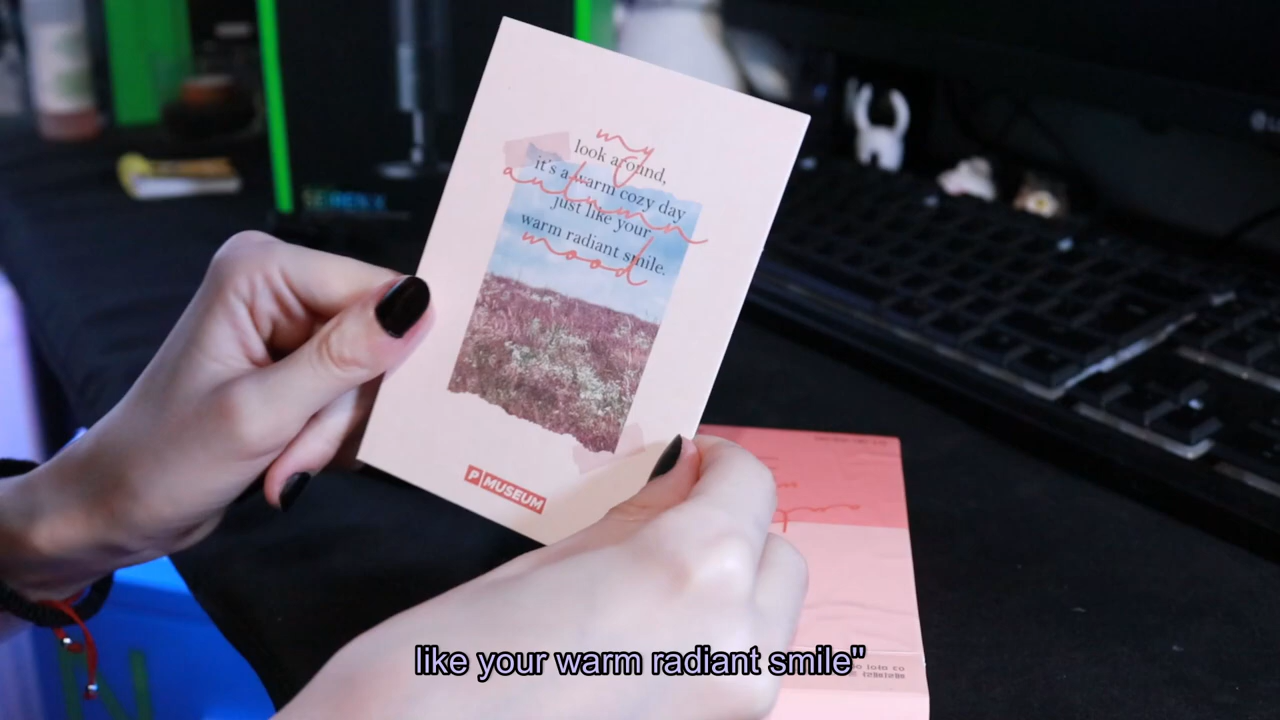 my
look around,
it's a warm cozy day
autumn
just like your
warm radiant smile.
mood
P MUSEUM
like your warm radiant smile"